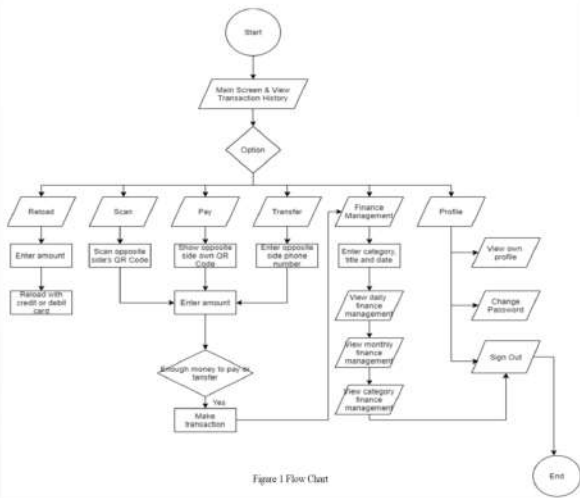 Start
Main Screen & View
Transaction History
Option
Reload
Scan
Pay
Transfer
Finance
Management
Profile
Enter amount
Scan opposite
side's QR Code
Show opposite
side own QR
Code
Enter opposite
side phone
number
Enter category,
title and date
View own
profile
Reload with
credit or debit
card
Enter amount
View daily
finance
management
Change
Password
View monthly
finance
management
Sign Out
Enough money to pay or
transfer
Yes
View category
finance
management
Make
transaction
End
Figure 1 Flow Chart